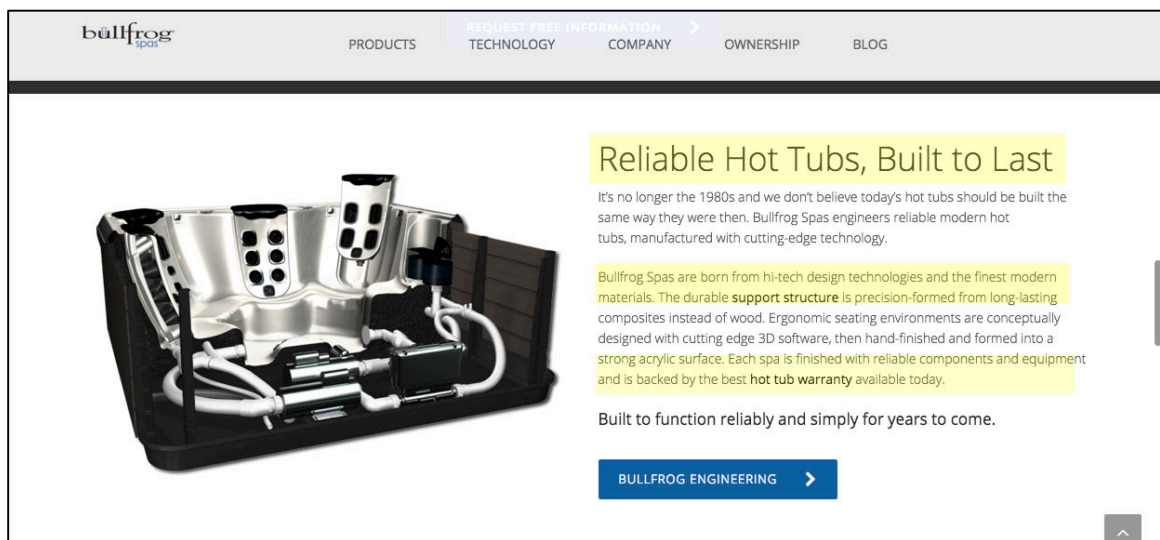 bullfrog
spas
REQUEST FREE INFORMATION
PRODUCTS TECHNOLOGY COMPANY OWNERSHIP BLOG
Reliable Hot Tubs, Built to Last
It's no longer the 1980s and we don't believe today's hot tubs should be built the
same way they were then. Bullfrog Spas engineers reliable modern hot
tubs, manufactured with cutting-edge technology.
Bullfrog Spas are born from hi-tech design technologies and the finest modern
materials. The durable support structure is precision-formed from long-lasting
composites instead of wood. Ergonomic seating environments are conceptually
designed with cutting edge 3D software, then hand-finished and formed into a
strong acrylic surface. Each spa is finished with reliable components and equipment
and is backed by the best hot tub warranty available today.
Built to function reliably and simply for years to come.
BULLFROG ENGINEERING